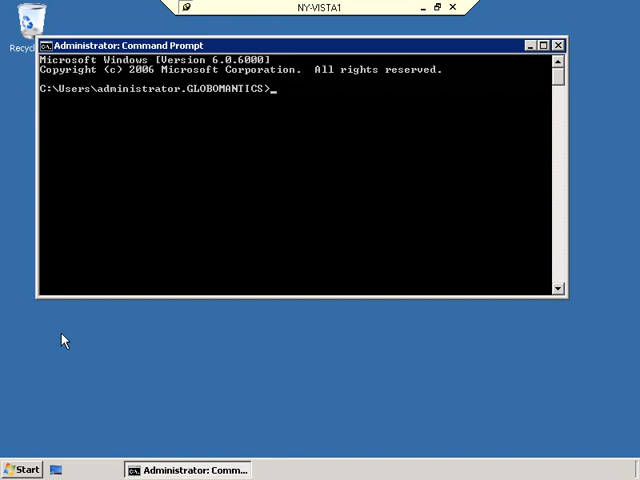 NY-VISTA1
Recyc
Administrator: Command Prompt
Microsoft Windows [Version 6.0.6000]
Copyright (c) 2006 Microsoft Corporation.  All rights reserved.
C:\Users\administrator.GLOBOMANTICS>_
Start
Administrator: Comm...